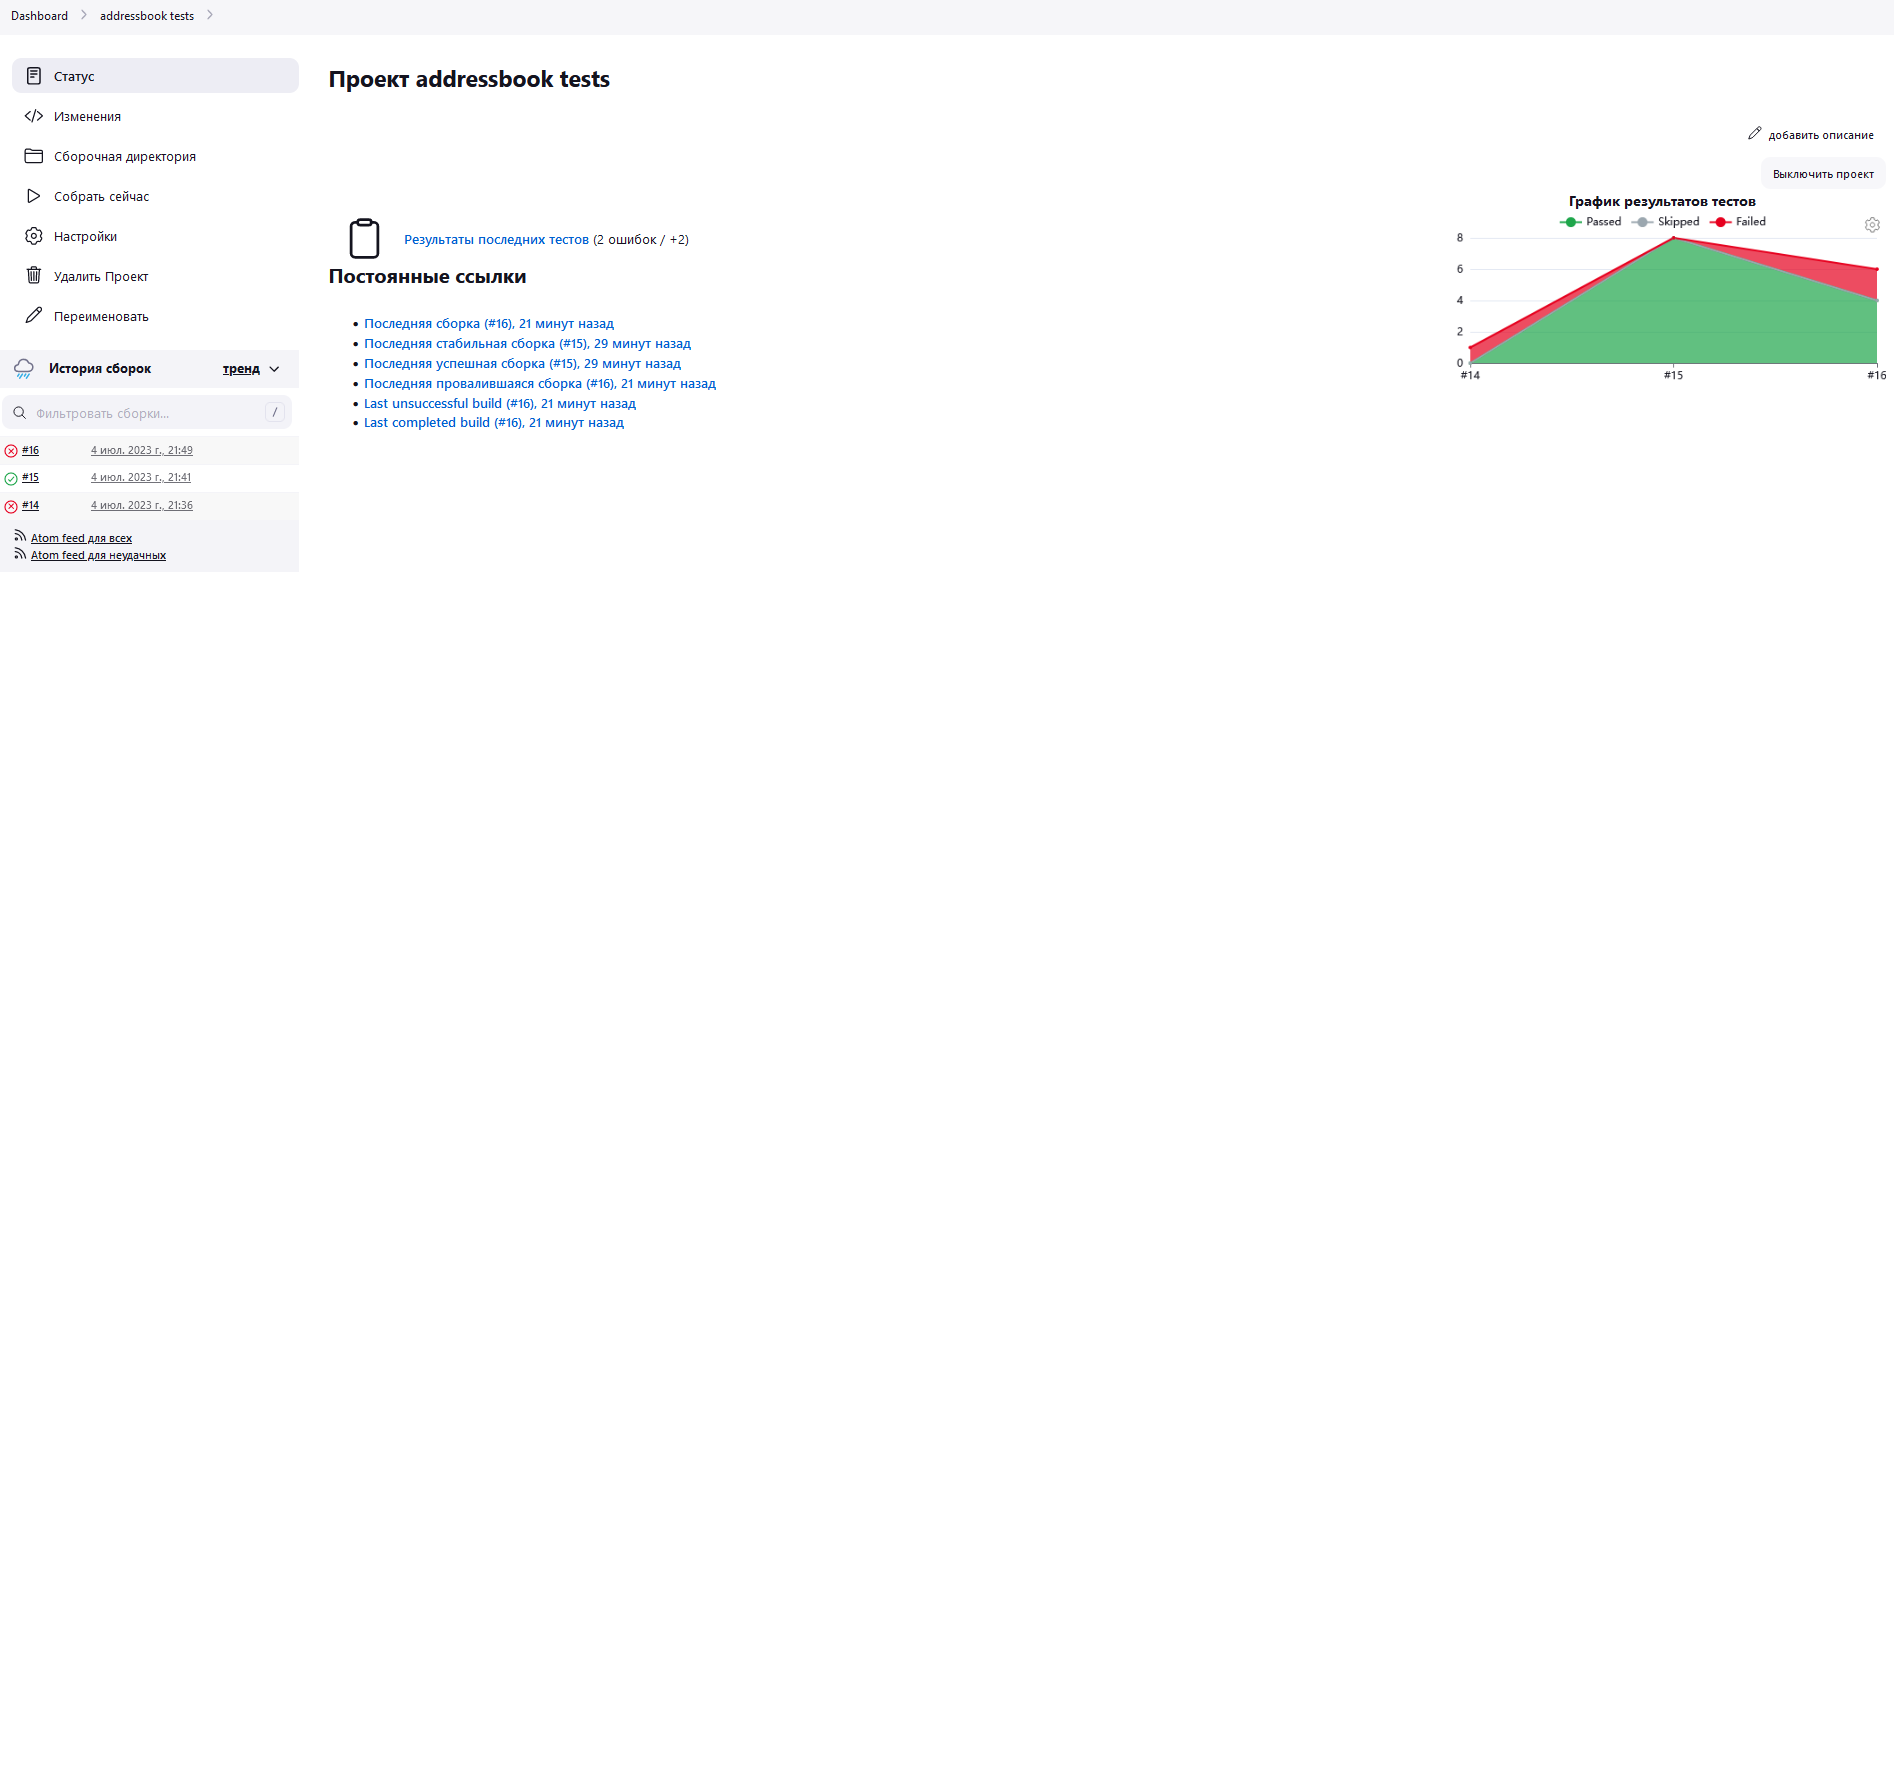 Dashboard
addressbook tests
Статус
Изменения
Сборочная директория
Собрать сейчас
Настройки
Удалить Проект
Переименовать
История сборок
тренд
Фильтровать сборки...
/
#16 4 июл. 2023 г., 21:49
#15 4 июл. 2023 г., 21:41
#14 4 июл. 2023 г., 21:36
Atom feed для всех
Atom feed для неудачных
Проект addressbook tests
добавить описание
Выключить проект
Результаты последних тестов (2 ошибок / +2)
Постоянные ссылки
Последняя сборка (#16), 21 минут назад
Последняя стабильная сборка (#15), 29 минут назад
Последняя успешная сборка (#15), 29 минут назад
Последняя провалившаяся сборка (#16), 21 минут назад
Last unsuccessful build (#16), 21 минут назад
Last completed build (#16), 21 минут назад
График результатов тестов
Passed Skipped Failed
8
6
4
2
0
#14 #15 #16